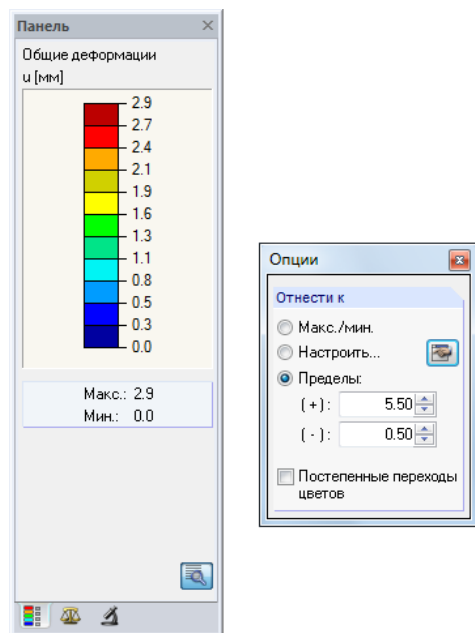 Панель
Общие деформации
u [мм]
2.9
2.7
2.4
2.1
1.9
1.6
1.3
1.1
0.8
0.5
0.3
0.0
Макс.: 2.9
Мин.: 0.0
Опции
Отнести к
Макс./мин.
Настроить...
Пределы:
(+): 5.50
(-): 0.50
Постепенные переходы
цветов